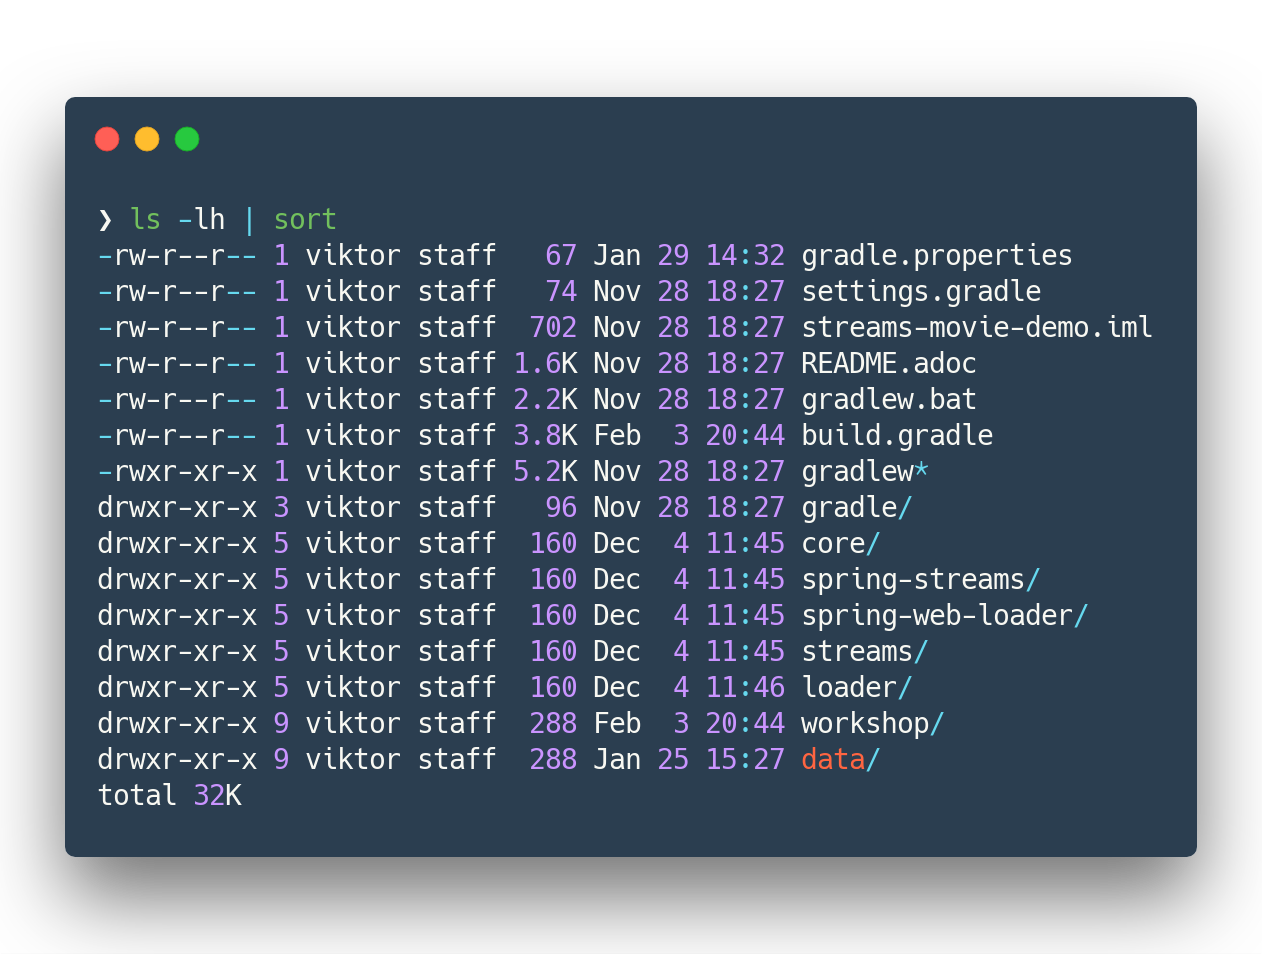 ❯ ls -lh | sort
-rw-r--r-- 1 viktor staff   67 Jan 29 14:32 gradle.properties
-rw-r--r-- 1 viktor staff   74 Nov 28 18:27 settings.gradle
-rw-r--r-- 1 viktor staff  702 Nov 28 18:27 streams-movie-demo.iml
-rw-r--r-- 1 viktor staff 1.6K Nov 28 18:27 README.adoc
-rw-r--r-- 1 viktor staff 2.2K Nov 28 18:27 gradlew.bat
-rw-r--r-- 1 viktor staff 3.8K Feb  3 20:44 build.gradle
-rwxr-xr-x 1 viktor staff 5.2K Nov 28 18:27 gradlew*
drwxr-xr-x 3 viktor staff   96 Nov 28 18:27 gradle/
drwxr-xr-x 5 viktor staff  160 Dec  4 11:45 core/
drwxr-xr-x 5 viktor staff  160 Dec  4 11:45 spring-streams/
drwxr-xr-x 5 viktor staff  160 Dec  4 11:45 spring-web-loader/
drwxr-xr-x 5 viktor staff  160 Dec  4 11:45 streams/
drwxr-xr-x 5 viktor staff  160 Dec  4 11:46 loader/
drwxr-xr-x 9 viktor staff  288 Feb  3 20:44 workshop/
drwxr-xr-x 9 viktor staff  288 Jan 25 15:27 data/
total 32K